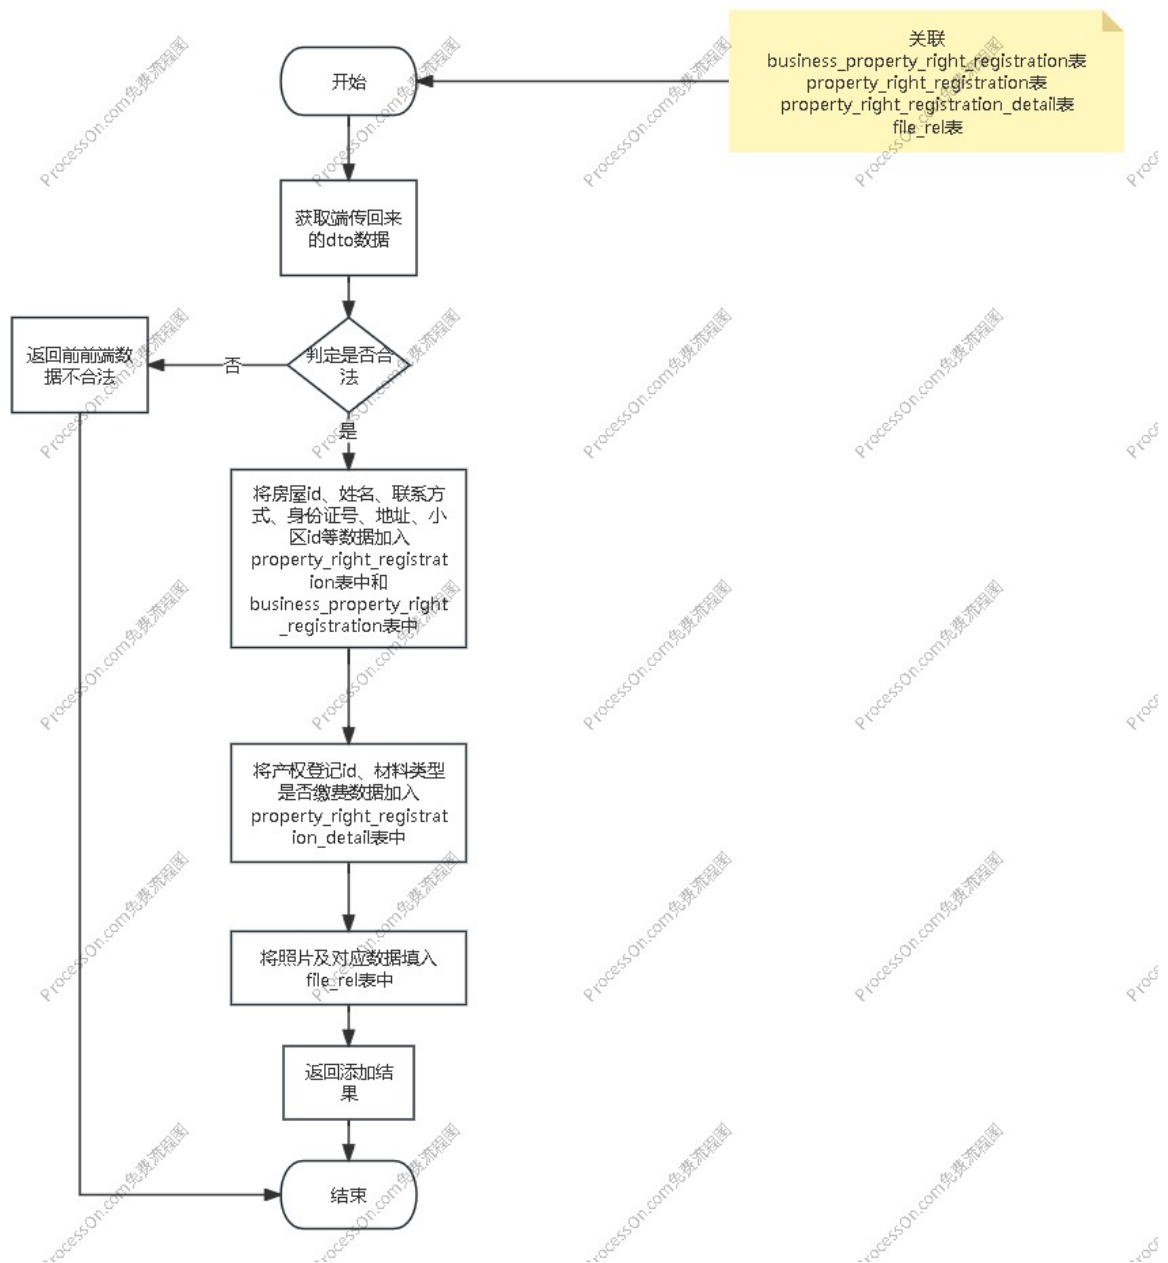 关联
business_property_right_registration表
property_right_registration表
property_right_registration_detail表
file_rel表
开始
获取端传回来
的dto数据
判定是否合
法
否
返回前前端数
据不合法
是
将房屋id、姓名、联系方
式、身份证号、地址、小
区id等数据加入
property_right_registrat
ion表中和
business_property_right
_registration表中
将产权登记id、材料类型
是否缴费数据加入
property_right_registrat
ion_detail表中
将照片及对应数据填入
file_rel表中
返回添加结
果
结束
ProcessOn.com免费流程图